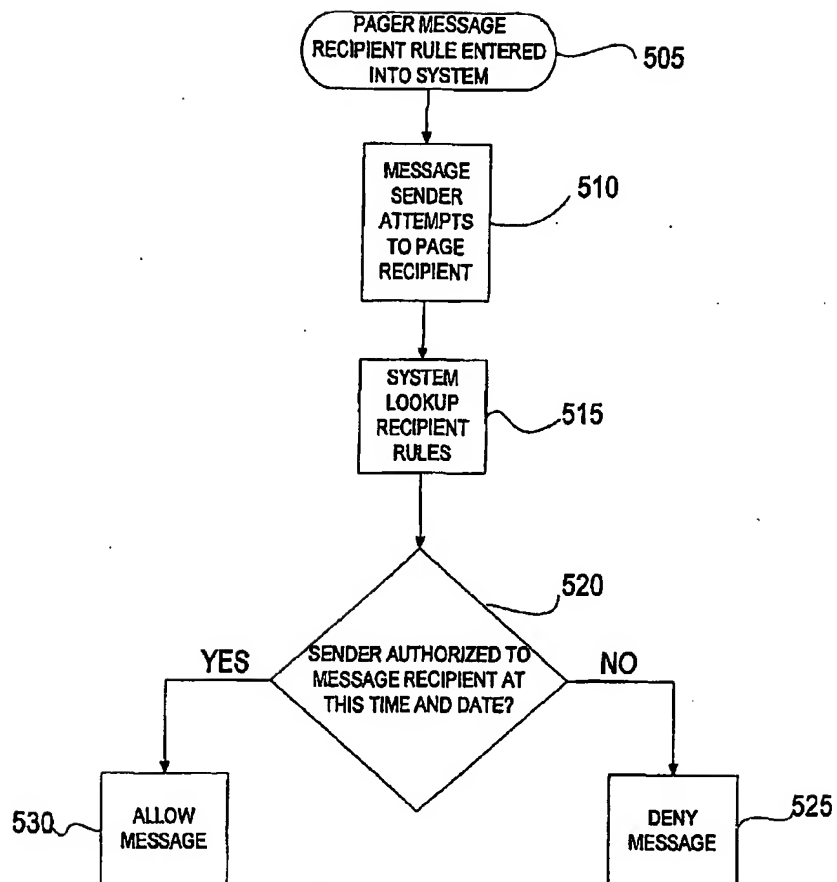 PAGER MESSAGE
RECIPIENT RULE ENTERED
INTO SYSTEM
505
MESSAGE
SENDER
ATTEMPTS
TO PAGE
RECIPIENT
510
SYSTEM
LOOKUP
RECIPIENT
RULES
515
520
YES
SENDER AUTHORIZED TO
MESSAGE RECIPIENT AT
THIS TIME AND DATE?
NO
530
ALLOW
MESSAGE
DENY
MESSAGE
525